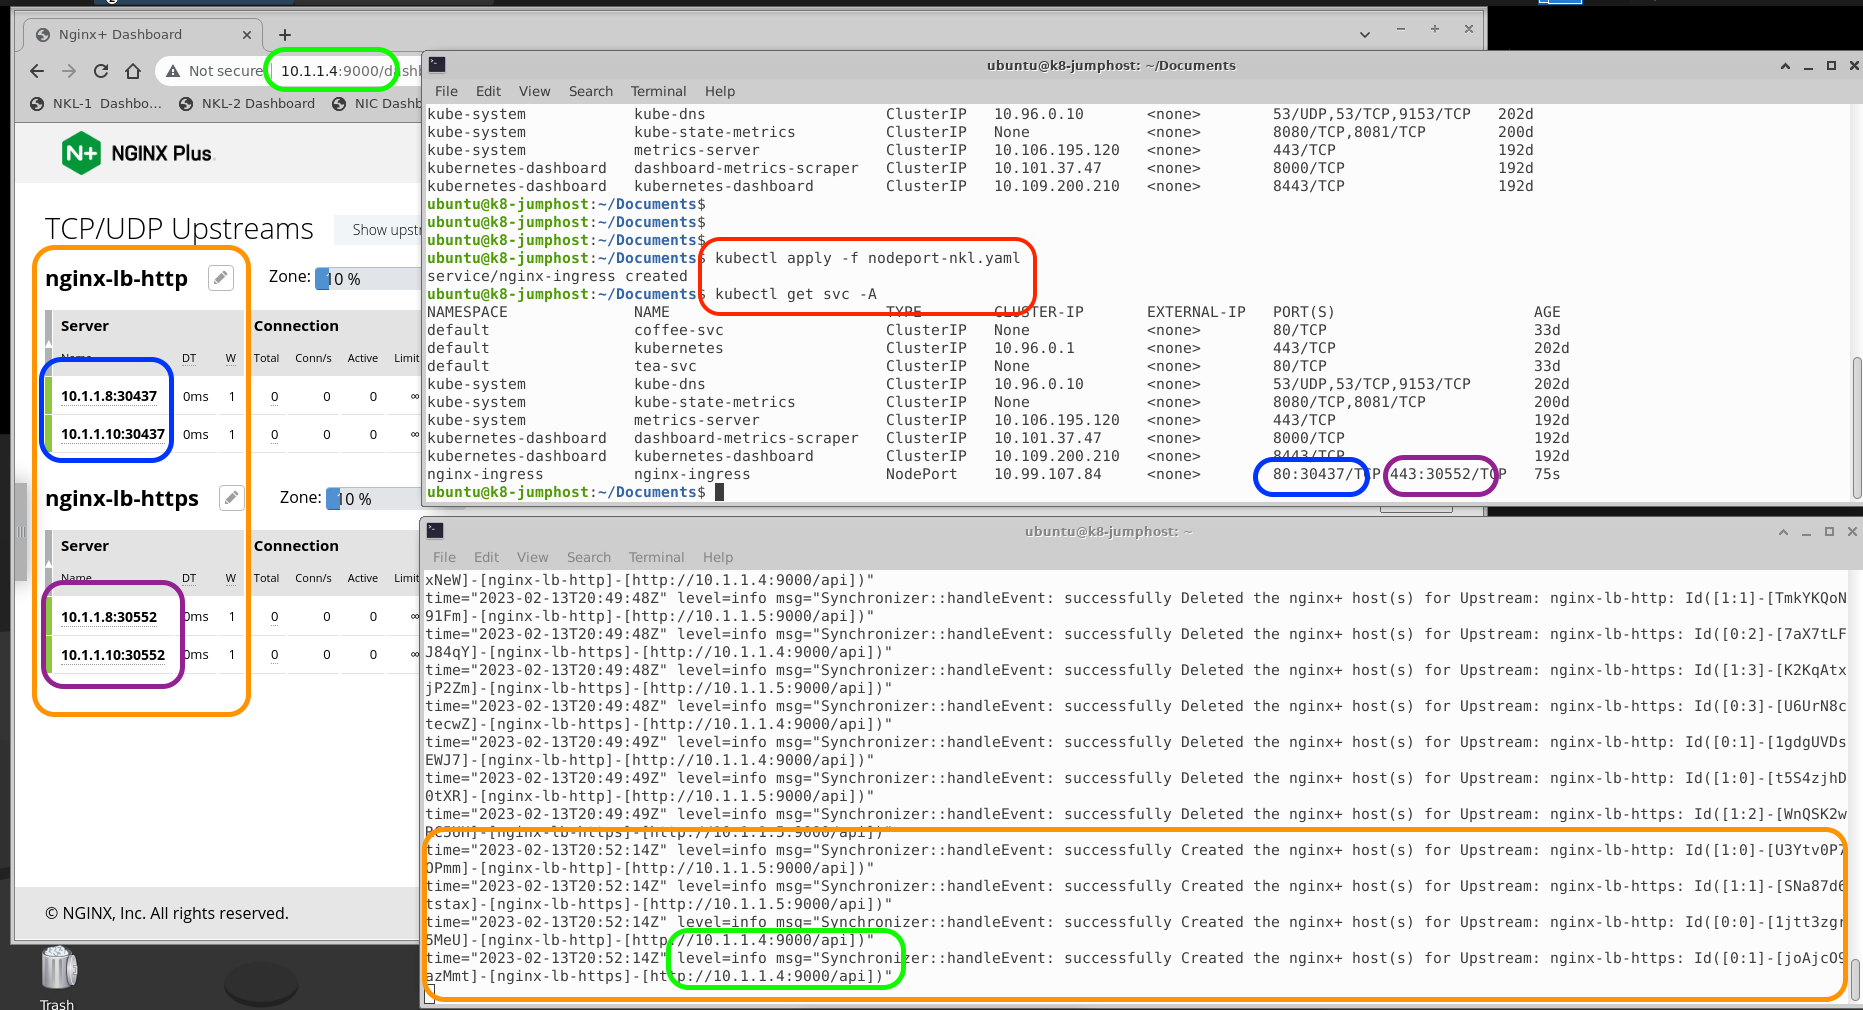 Nginx+ Dashboard
Not secure
10.1.1.4:9000/dashb
NKL-1 Dashbo...
NKL-2 Dashboard
NIC Dashb
N+ NGINX Plus
TCP/UDP Upstreams
Show upstr
nginx-lb-http
Zone: 10 %
Server Connection
Name DT W Total Conn/s Active Limit
10.1.1.8:30437 0ms 1 0 0 0 ∞
10.1.1.10:30437 0ms 1 0 0 0 ∞
nginx-lb-https
Zone: 10 %
Server Connection
Name DT W Total Conn/s Active Limit
10.1.1.8:30552 0ms 1 0 0 0 ∞
10.1.1.10:30552 0ms 1 0 0 0 ∞
© NGINX, Inc. All rights reserved.
Trash
ubuntu@k8-jumphost: ~/Documents
File Edit View Search Terminal Help
kube-system kube-dns ClusterIP 10.96.0.10 <none> 53/UDP,53/TCP,9153/TCP 202d
kube-system kube-state-metrics ClusterIP None <none> 8080/TCP,8081/TCP 200d
kube-system metrics-server ClusterIP 10.106.195.120 <none> 443/TCP 192d
kubernetes-dashboard dashboard-metrics-scraper ClusterIP 10.101.37.47 <none> 8000/TCP 192d
kubernetes-dashboard kubernetes-dashboard ClusterIP 10.109.200.210 <none> 8443/TCP 192d
ubuntu@k8-jumphost:~/Documents$
ubuntu@k8-jumphost:~/Documents$
ubuntu@k8-jumphost:~/Documents$
ubuntu@k8-jumphost:~/Documents$ kubectl apply -f nodeport-nkl.yaml
service/nginx-ingress created
ubuntu@k8-jumphost:~/Documents$ kubectl get svc -A
NAMESPACE NAME TYPE CLUSTER-IP EXTERNAL-IP PORT(S) AGE
default coffee-svc ClusterIP None <none> 80/TCP 33d
default kubernetes ClusterIP 10.96.0.1 <none> 443/TCP 202d
default tea-svc ClusterIP None <none> 80/TCP 33d
kube-system kube-dns ClusterIP 10.96.0.10 <none> 53/UDP,53/TCP,9153/TCP 202d
kube-system kube-state-metrics ClusterIP None <none> 8080/TCP,8081/TCP 200d
kube-system metrics-server ClusterIP 10.106.195.120 <none> 443/TCP 192d
kubernetes-dashboard dashboard-metrics-scraper ClusterIP 10.101.37.47 <none> 8000/TCP 192d
kubernetes-dashboard kubernetes-dashboard ClusterIP 10.109.200.210 <none> 8443/TCP 192d
nginx-ingress nginx-ingress NodePort 10.99.107.84 <none> 80:30437/TCP,443:30552/TCP 75s
ubuntu@k8-jumphost:~/Documents$
ubuntu@k8-jumphost: ~
File Edit View Search Terminal Help
xNeW]-[nginx-lb-http]-[http://10.1.1.4:9000/api])"
time="2023-02-13T20:49:48Z" level=info msg="Synchronizer::handleEvent: successfully Deleted the nginx+ host(s) for Upstream: nginx-lb-http: Id([1:1]-[TmkYKQoN
91Fm]-[nginx-lb-http]-[http://10.1.1.5:9000/api])"
time="2023-02-13T20:49:48Z" level=info msg="Synchronizer::handleEvent: successfully Deleted the nginx+ host(s) for Upstream: nginx-lb-https: Id([0:2]-[7aX7tLF
J84qY]-[nginx-lb-https]-[http://10.1.1.4:9000/api])"
time="2023-02-13T20:49:48Z" level=info msg="Synchronizer::handleEvent: successfully Deleted the nginx+ host(s) for Upstream: nginx-lb-https: Id([1:3]-[K2KqAtx
jP2Zm]-[nginx-lb-https]-[http://10.1.1.5:9000/api])"
time="2023-02-13T20:49:48Z" level=info msg="Synchronizer::handleEvent: successfully Deleted the nginx+ host(s) for Upstream: nginx-lb-https: Id([0:3]-[U6UrN8c
tecwZ]-[nginx-lb-https]-[http://10.1.1.4:9000/api])"
time="2023-02-13T20:49:49Z" level=info msg="Synchronizer::handleEvent: successfully Deleted the nginx+ host(s) for Upstream: nginx-lb-https: Id([0:1]-[1gdgUVDs
EWJ7]-[nginx-lb-https]-[http://10.1.1.4:9000/api])"
time="2023-02-13T20:49:49Z" level=info msg="Synchronizer::handleEvent: successfully Deleted the nginx+ host(s) for Upstream: nginx-lb-https: Id([1:0]-[t5S4zjhD
0tXR]-[nginx-lb-https]-[http://10.1.1.5:9000/api])"
time="2023-02-13T20:49:49Z" level=info msg="Synchronizer::handleEvent: successfully Deleted the nginx+ host(s) for Upstream: nginx-lb-https: Id([1:2]-[WnQSK2w
-[nginx-lb-https]-[http://10.1.1.5:9000/api])"
time="2023-02-13T20:52:14Z" level=info msg="Synchronizer::handleEvent: successfully Created the nginx+ host(s) for Upstream: nginx-lb-http: Id([1:0]-[U3Ytv0P7
OPmm]-[nginx-lb-http]-[http://10.1.1.5:9000/api])"
time="2023-02-13T20:52:14Z" level=info msg="Synchronizer::handleEvent: successfully Created the nginx+ host(s) for Upstream: nginx-lb-https: Id([1:1]-[SNa87d6
tstax]-[nginx-lb-https]-[http://10.1.1.5:9000/api])"
time="2023-02-13T20:52:14Z" level=info msg="Synchronizer::handleEvent: successfully Created the nginx+ host(s) for Upstream: nginx-lb-http: Id([0:0]-[1jtt3zgr
5MeU]-[nginx-lb-http]-[http://10.1.1.4:9000/api])"
time="2023-02-13T20:52:14Z" level=info msg="Synchronizer::handleEvent: successfully Created the nginx+ host(s) for Upstream: nginx-lb-https: Id([0:1]-[joAjcO9
azMmt]-[nginx-lb-https]-[http://10.1.1.4:9000/api])"